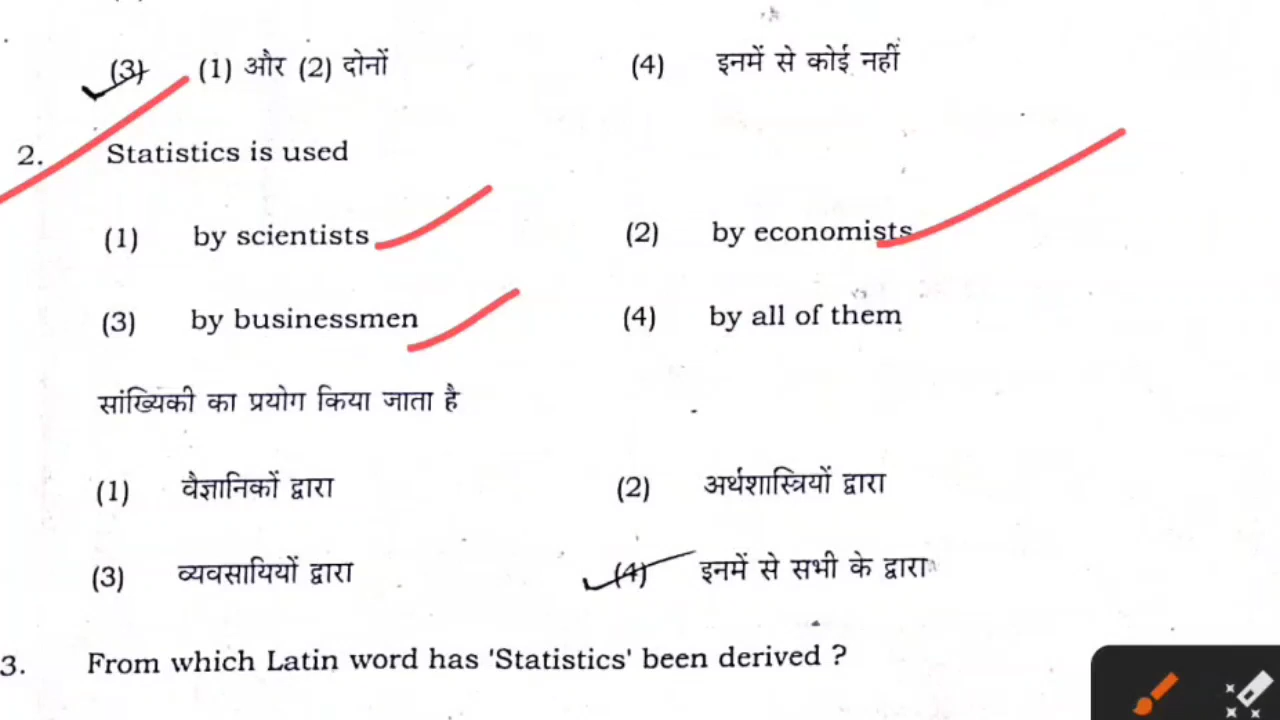 (3) (1) और (2) दोनों (4) इनमें से कोई नहीं
2. Statistics is used
(1) by scientists (2) by economists
(3) by businessmen (4) by all of them
सांख्यिकी का प्रयोग किया जाता है
(1) वैज्ञानिकों द्वारा (2) अर्थशास्त्रियों द्वारा
(3) व्यवसायियों द्वारा (4) इनमें से सभी के द्वारा
3. From which Latin word has 'Statistics' been derived ?